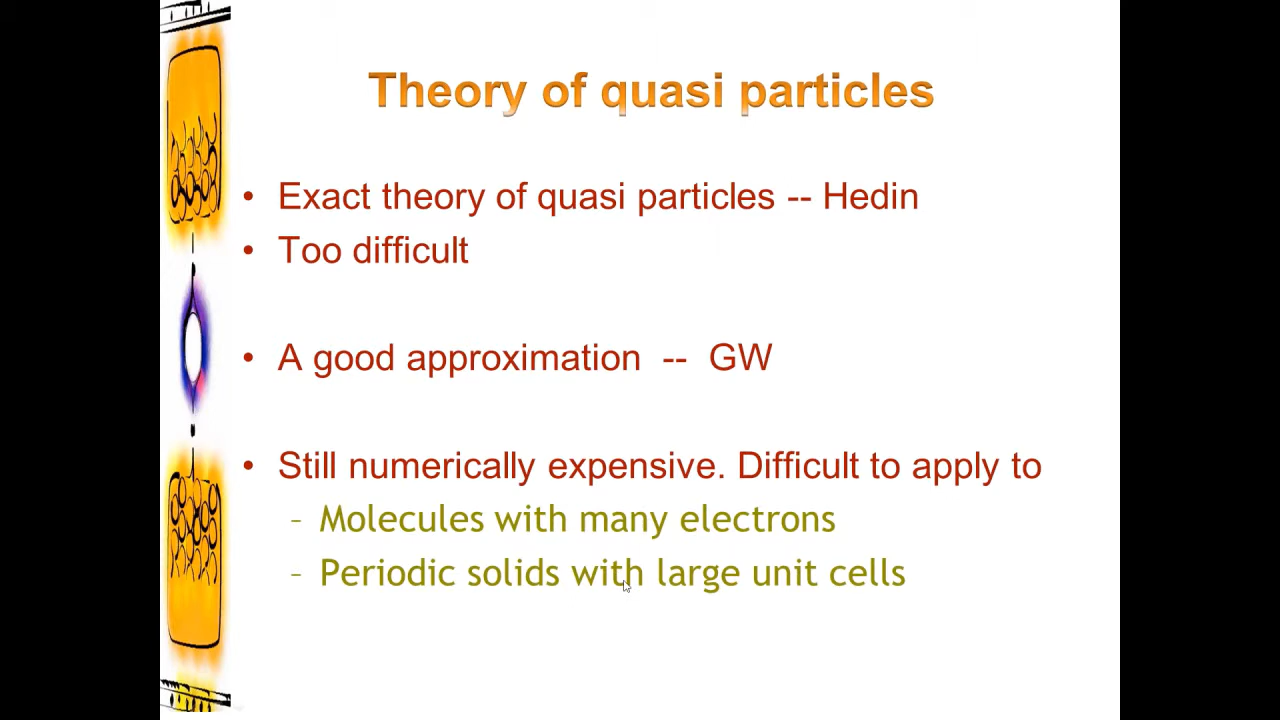 Theory of quasi particles
• Exact theory of quasi particles -- Hedin
• Too difficult
• A good approximation -- GW
• Still numerically expensive. Difficult to apply to
– Molecules with many electrons
– Periodic solids with large unit cells